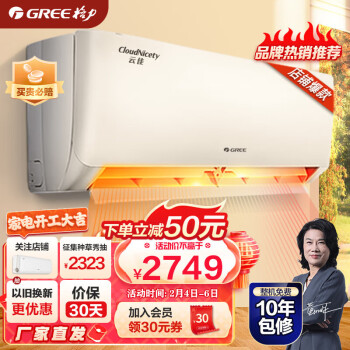 GREE 格力
品牌热销推荐
店铺爆款
CloudNicety
云佳
买贵必赔
GREE
家电开工大吉
下单立减50元
活动价不高于
¥2749
活动时间:2月4日-6日
关注店铺
征集种草秀抽
¥2323
以旧换新
更优惠
价保
30天
厂家直发
加入会员
领30元券
30
整机免费
10年
包修